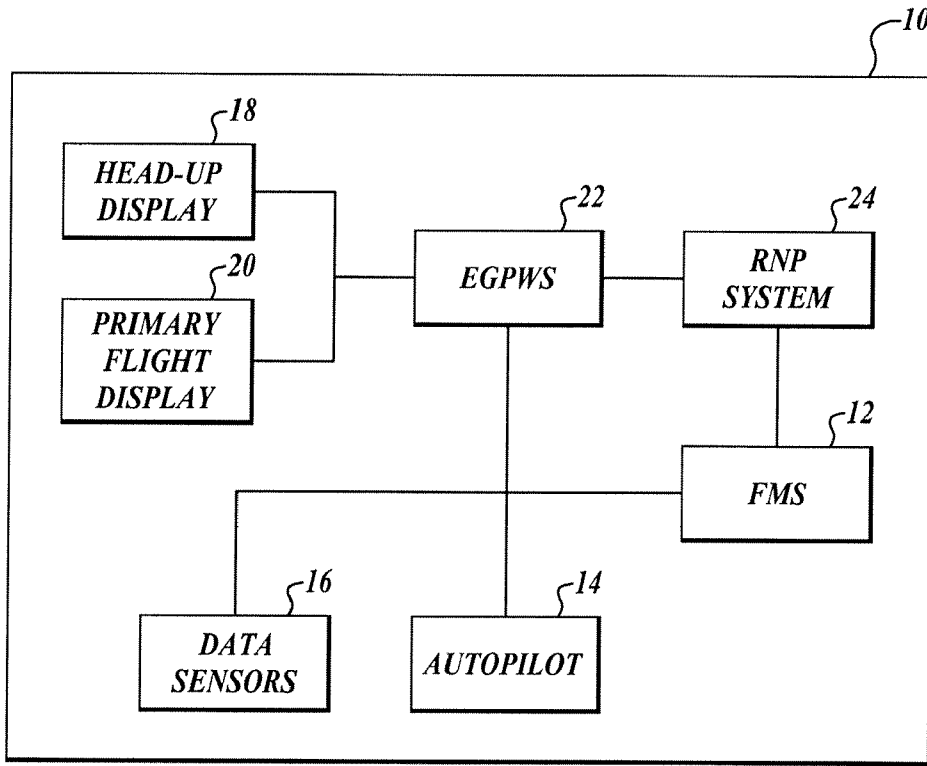 10
18
HEAD-UP
DISPLAY
20
PRIMARY
FLIGHT
DISPLAY
22
EGPWS
24
RNP
SYSTEM
12
FMS
16
DATA
SENSORS
14
AUTOPILOT